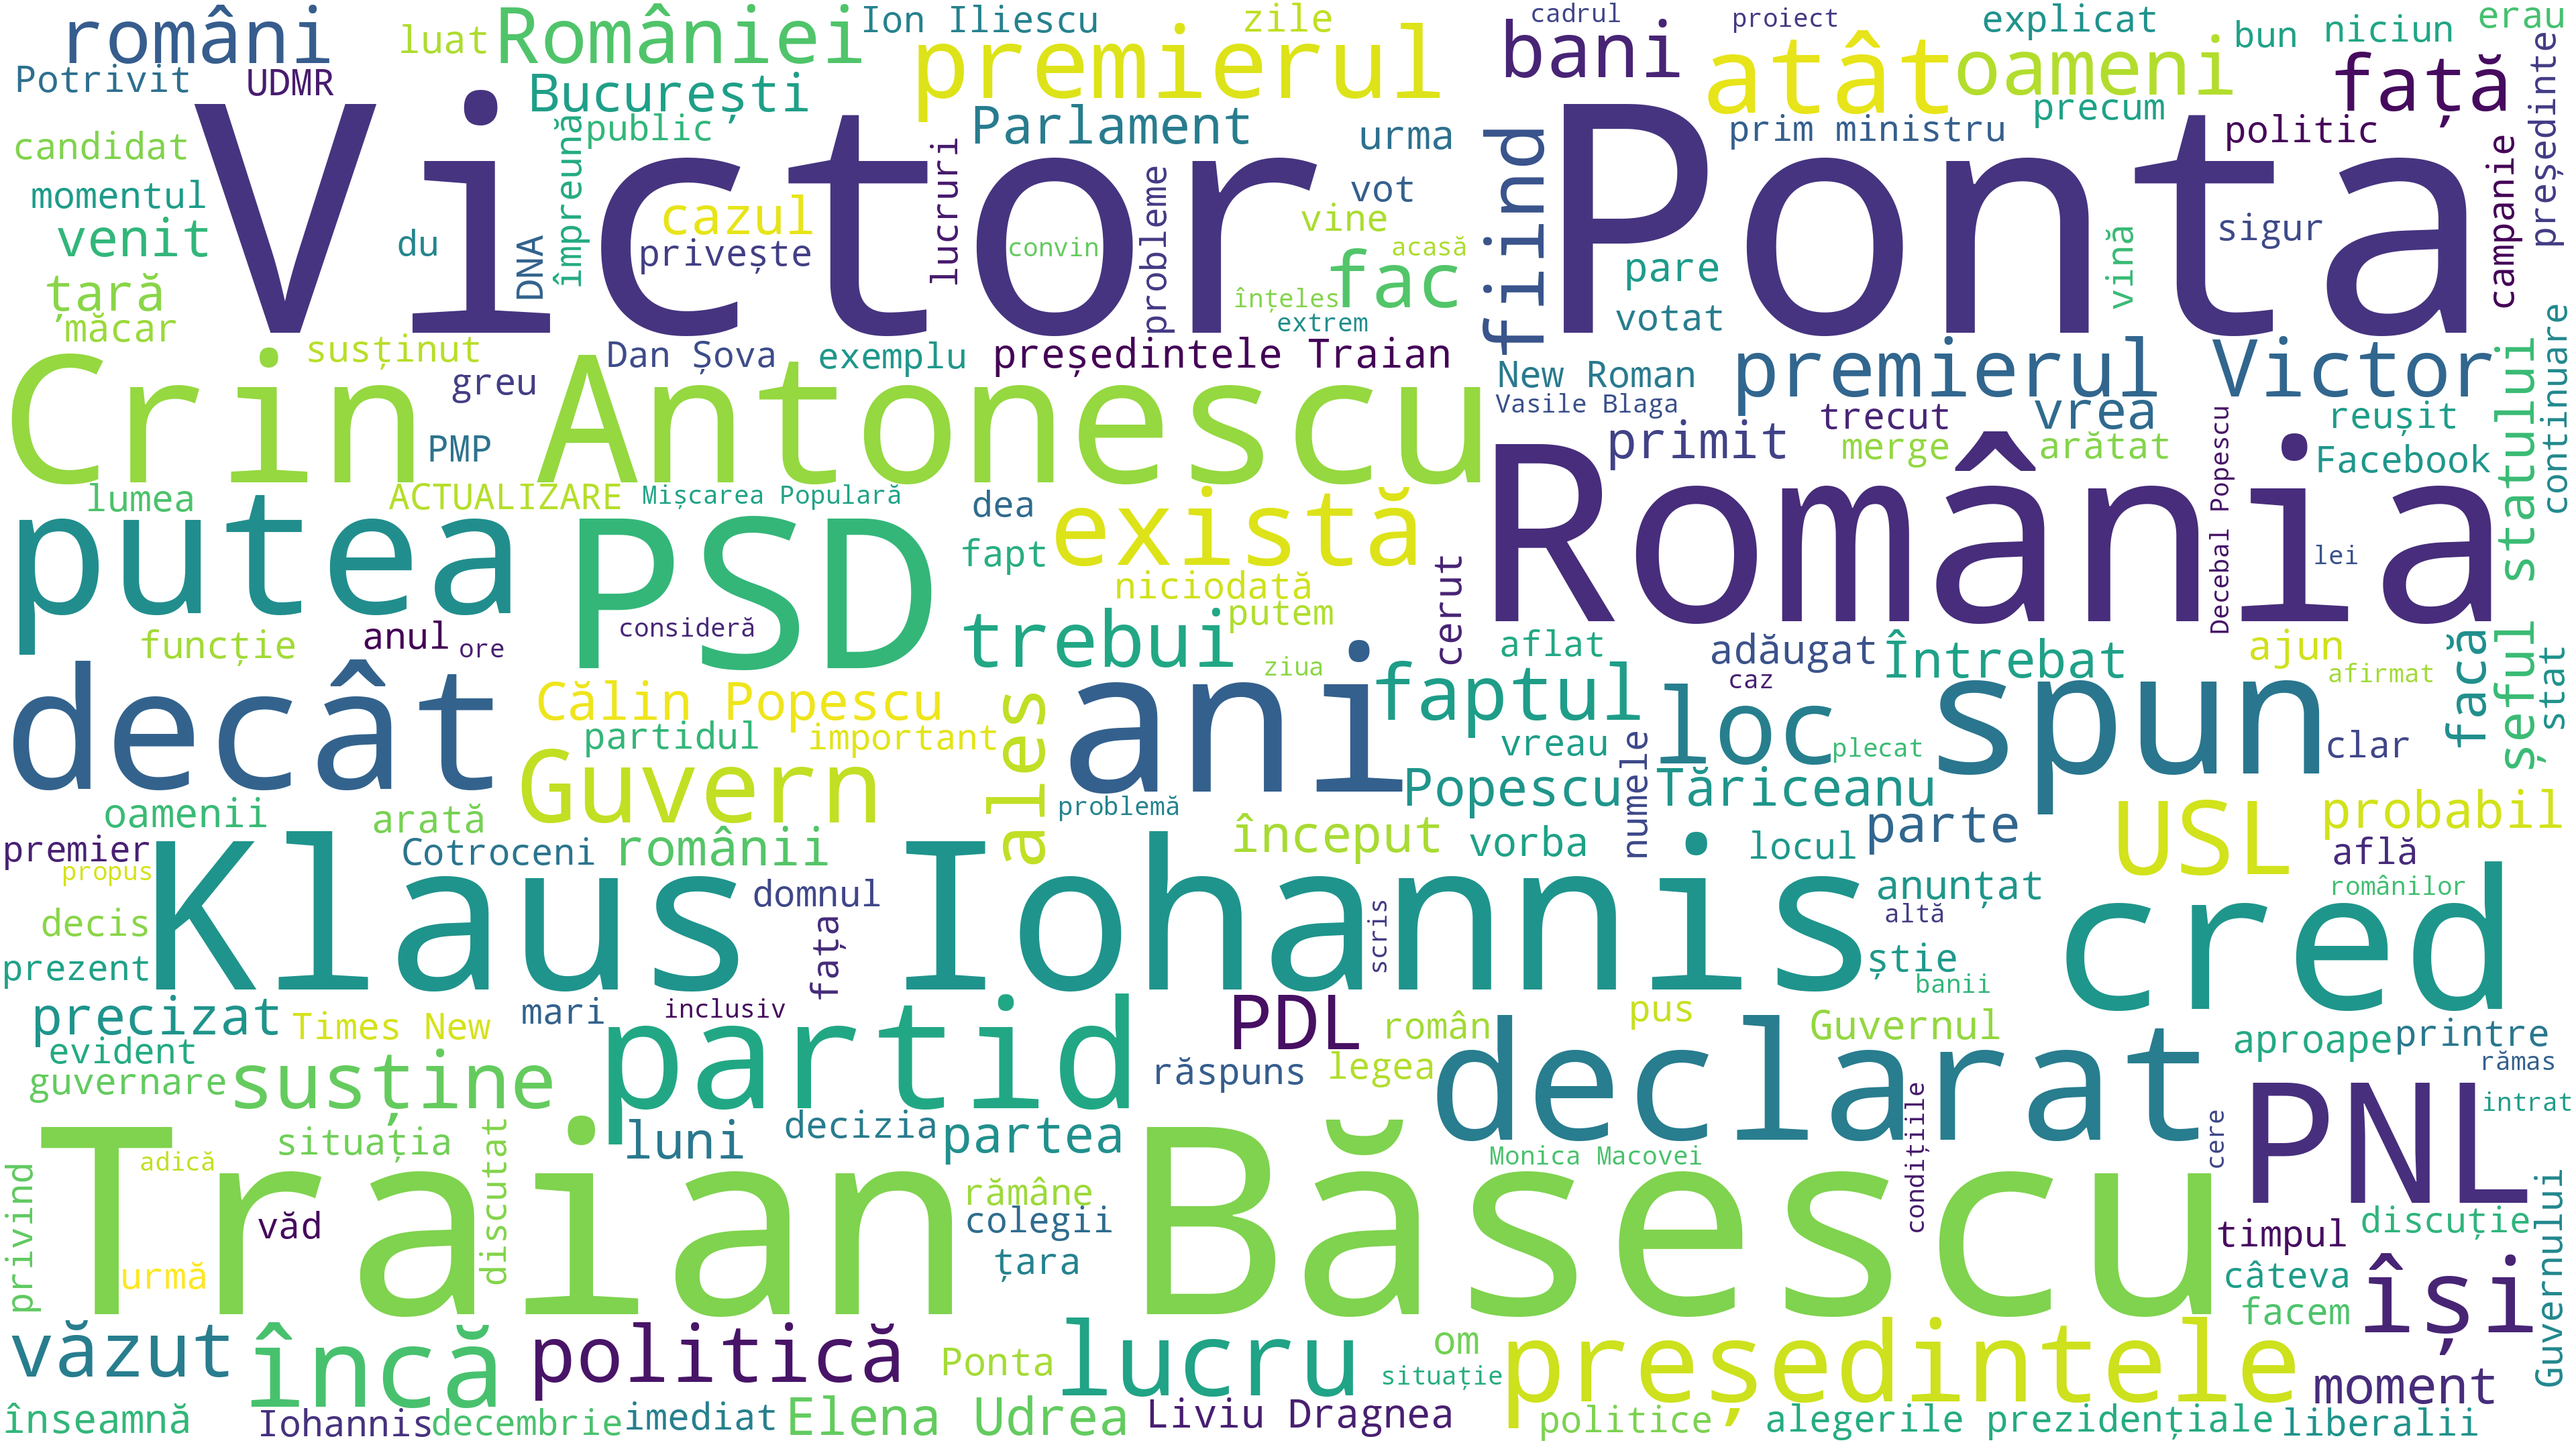 români
luat
României
Ion Iliescu
zile
premierul
cadrul
bani
proiect
atât
explicat
oameni
bun
niciun
erau
față
președinte
Potrivit
UDMR
București
public
Parlament
urma
prim ministru
precum
politic
campanie
candidat
Victor
Ponta
momentul
împreună
lucruri
probleme
vot
fiind
venit
du
DNA
cazul
privește
convin
vine
acasă
fac
pare
vină
sigur
țară
măcar
înțeles
extrem
votat
susținut
greu
Dan Șova
exemplu
președintele Traian
New Roman
Vasile Blaga
premierul Victor
Crin Antonescu
PMP
primit
trecut
merge
vrea
arătat
Decebal Popescu
reușit
Facebook
șeful statului
continuare
lumea
ACTUALIZARE
Mișcarea Populară
dea
există
România
putea
PSD
fapt
niciodată
putem
cerut
lei
funcție
anul
ore
consideră
trebui
ziua
aflat
adăugat
Întrebat
ajun
afirmat
facă
stat
decât
Călin Popescu
partidul
important
ales
ani
faptul
vreau
caz
loc
plecat
spun
clar
Guvern
problemă
Popescu Tăriceanu
numele
USL
probabil
oamenii
arată
premier
propus
Cotroceni
românii
început
vorba
locul
parte
află
Klaus Iohannis
domnul
anunțat
românilor
decis
fața
scris
altă
cred
prezent
știe
banii
precizat
Times New
mari
inclusiv
partid
PDL
român
pus
Guvernul
aproape
printre
evident
guvernare
susține
răspuns
legea
declarat
rămas
PNL
intrat
situația
discutat
luni
decizia
partea
Monica Macovei
condițiile
cere
privind
adică
Traian Băsescu
văd
rămâne
colegii
țara
timpul
discuție
Guvernului
urmă
câteva
facem
își
văzut
încă
politică
Ponta
lucru
om
situație
președintele
moment
înseamnă
Iohannis
decembrie
imediat
Elena Udrea
Liviu Dragnea
politice
alegerile prezidențiale
liberalii